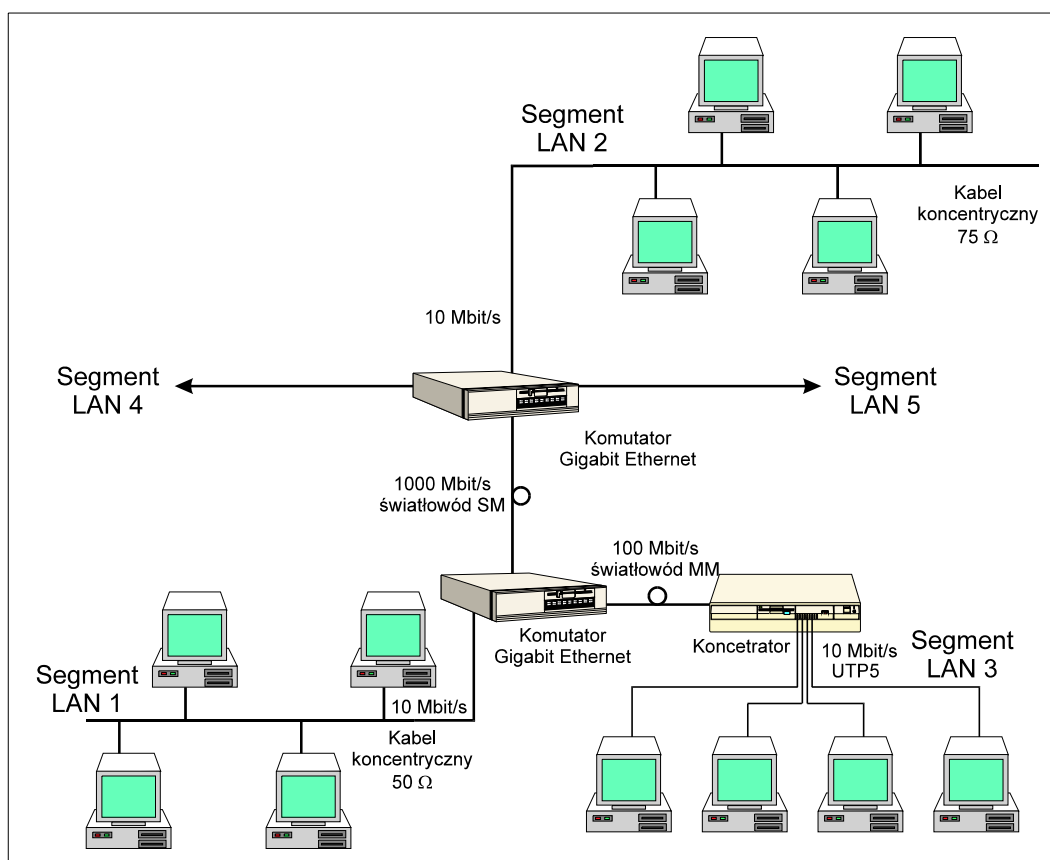 Segment
LAN 2
Kabel
koncentryczny
75 Ω
10 Mbit/s
Segment
LAN 4
Segment
LAN 5
Komutator
Gigabit Ethernet
1000 Mbit/s
światłowód SM
100 Mbit/s
światłowód MM
Komutator
Gigabit Ethernet
Koncetrator
10 Mbit/s
UTP5
Segment
LAN 3
Segment
LAN 1
10 Mbit/s
Kabel
koncentryczny
50 Ω